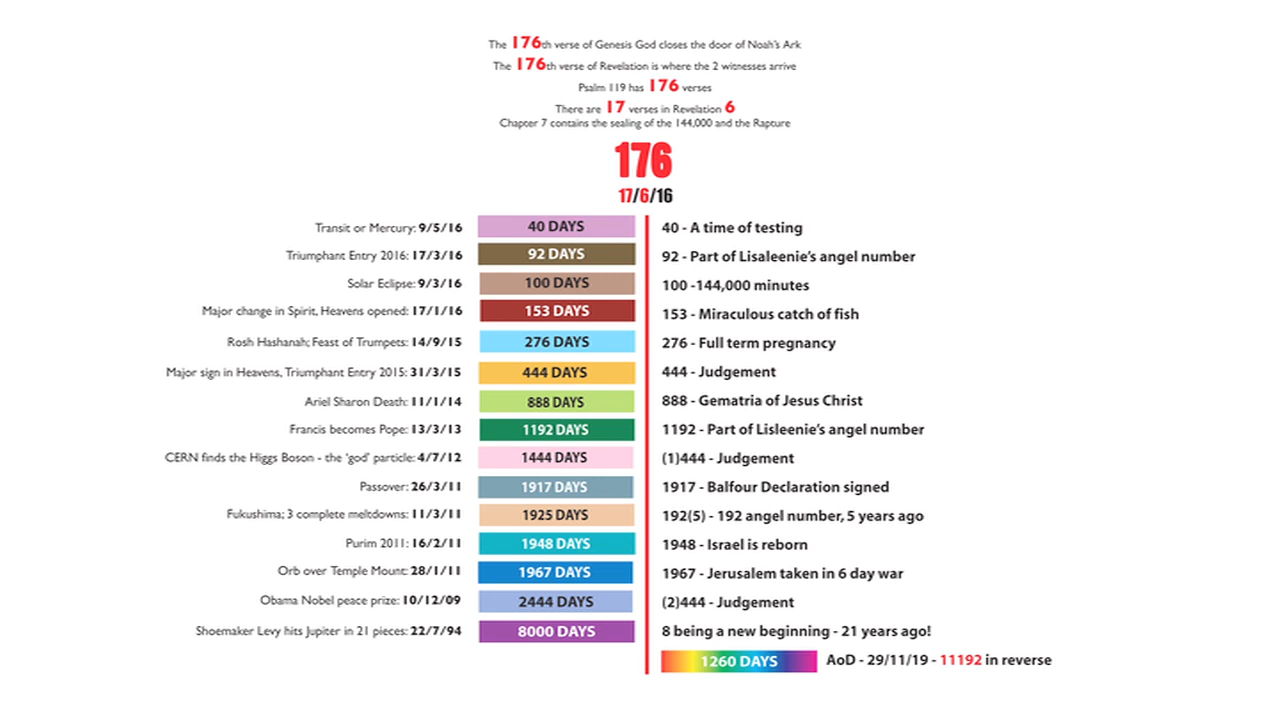 The 176th verse of Genesis God closes the door of Noah's Ark
The 176th verse of Revelation is where the 2 witnesses arrive
Psalm 119 has 176 verses
There are 17 verses in Revelation 6
Chapter 7 contains the sealing of the 144,000 and the Rapture
176
17/6/16
Transit or Mercury: 9/5/16 40 DAYS 40 - A time of testing
Triumphant Entry 2016: 17/3/16 92 DAYS 92 - Part of Lisaleenie's angel number
Solar Eclipse: 9/3/16 100 DAYS 100 -144,000 minutes
Major change in Spirit, Heavens opened: 17/1/16 153 DAYS 153 - Miraculous catch of fish
Rosh Hashanah; Feast of Trumpets: 14/9/15 276 DAYS 276 - Full term pregnancy
Major sign in Heavens, Triumphant Entry 2015: 31/3/15 444 DAYS 444 - Judgement
Ariel Sharon Death: 11/1/14 888 DAYS 888 - Gematria of Jesus Christ
Francis becomes Pope: 13/3/13 1192 DAYS 1192 - Part of Lisleenie's angel number
CERN finds the Higgs Boson - the 'god' particle: 4/7/12 1444 DAYS (1)444 - Judgement
Passover: 26/3/11 1917 DAYS 1917 - Balfour Declaration signed
Fukushima; 3 complete meltdowns: 11/3/11 1925 DAYS 192(5) - 192 angel number, 5 years ago
Purim 2011: 16/2/11 1948 DAYS 1948 - Israel is reborn
Orb over Temple Mount: 28/1/11 1967 DAYS 1967 - Jerusalem taken in 6 day war
Obama Nobel peace prize: 10/12/09 2444 DAYS (2)444 - Judgement
Shoemaker Levy hits Jupiter in 21 pieces: 22/7/94 8000 DAYS 8 being a new beginning - 21 years ago!
1260 DAYS AoD - 29/11/19 - 11192 in reverse